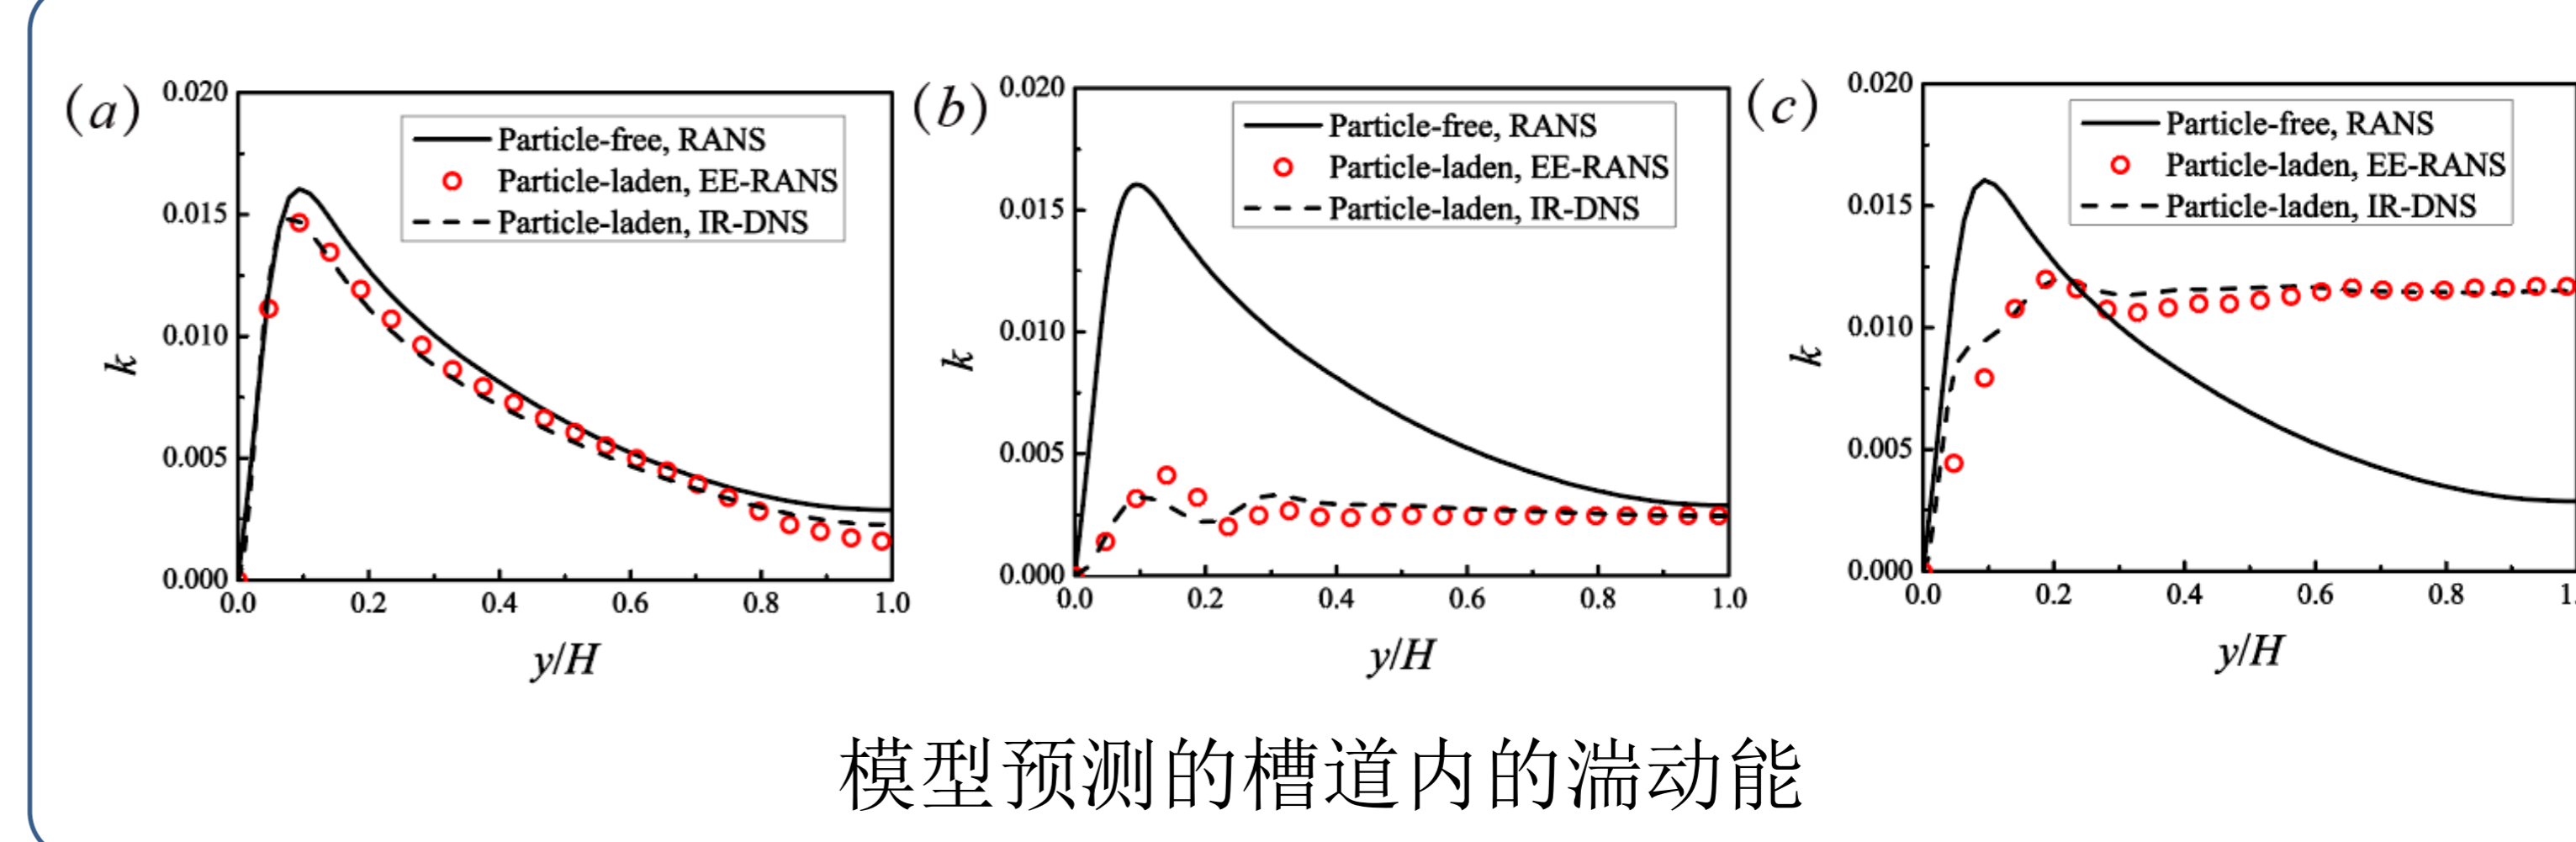 (a)
0.020
0.015
0.010
0.005
0.000
k
Particle-free, RANS
Particle-laden, EE-RANS
Particle-laden, IR-DNS
0.0 0.2 0.4 0.6 0.8 1.0
y/H
(b)
0.020
0.015
0.010
0.005
0.000
k
Particle-free, RANS
Particle-laden, EE-RANS
Particle-laden, IR-DNS
0.0 0.2 0.4 0.6 0.8 1.0
y/H
(c)
0.020
0.015
0.010
0.005
0.000
k
Particle-free, RANS
Particle-laden, EE-RANS
Particle-laden, IR-DNS
0.0 0.2 0.4 0.6 0.8 1.
y/H
模型预测的槽道内的湍动能